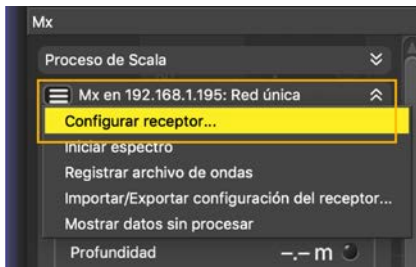 Mx
Proceso de Scala
Mx en 192.168.1.195: Red única
Configurar receptor...
Iniciar espectro
Registrar archivo de ondas
Importar/Exportar configuración del receptor...
Mostrar datos sin procesar
Profundidad -.- m